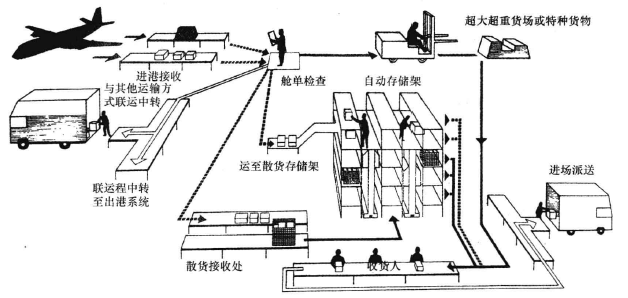 超大超重货场或特种货物
进港接收
与其他运输方
式联运中转
舱单检查
自动存储架
运至散货存储架
进场派送
联运程中转
至出港系统
散货接收处
收货人